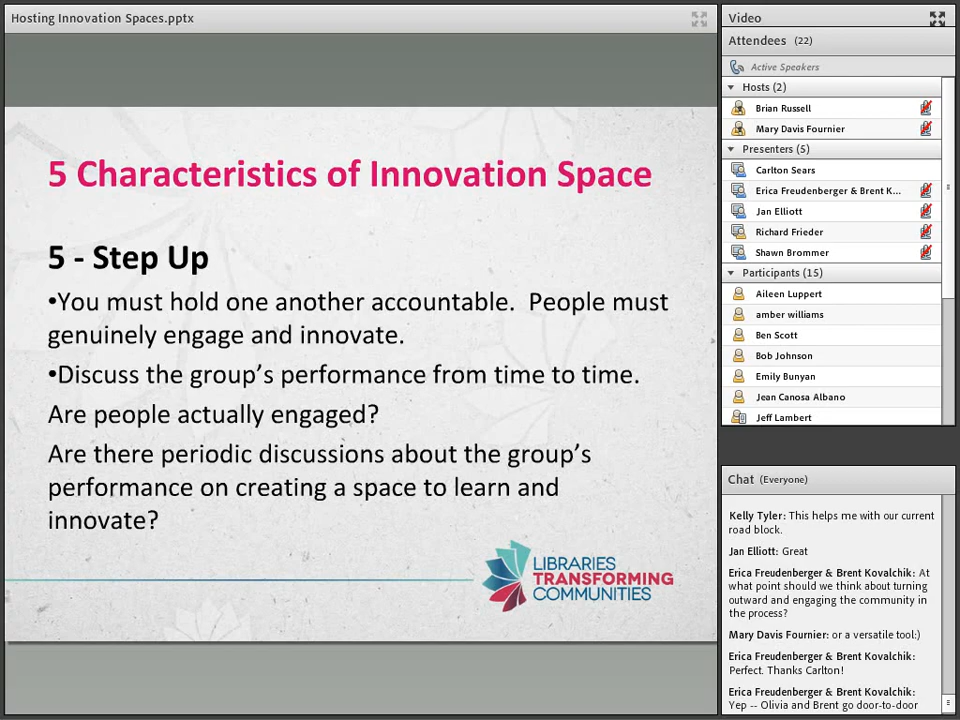 Hosting Innovation Spaces.pptx
5 Characteristics of Innovation Space
5 - Step Up
•You must hold one another accountable. People must
genuinely engage and innovate.
•Discuss the group's performance from time to time.
Are people actually engaged?
Are there periodic discussions about the group's
performance on creating a space to learn and
innovate?
LIBRARIES
TRANSFORMING
COMMUNITIES
Video
Attendees (22)
Active Speakers
Hosts (2)
Brian Russell
Mary Davis Fournier
Presenters (5)
Carlton Sears
Erica Freudenberger & Brent K...
Jan Elliott
Richard Frieder
Shawn Brommer
Participants (15)
Aileen Luppert
amber williams
Ben Scott
Bob Johnson
Emily Bunyan
Jean Canosa Albano
Jeff Lambert
Chat (Everyone)
Kelly Tyler: This helps me with our current
road block.
Jan Elliott: Great
Erica Freudenberger & Brent Kovalchik: At
what point should we think about turning
outward and engaging the community in
the process?
Mary Davis Fournier: or a versatile tool:)
Erica Freudenberger & Brent Kovalchik:
Perfect. Thanks Carlton!
Erica Freudenberger & Brent Kovalchik:
Yep -- Olivia and Brent go door-to-door